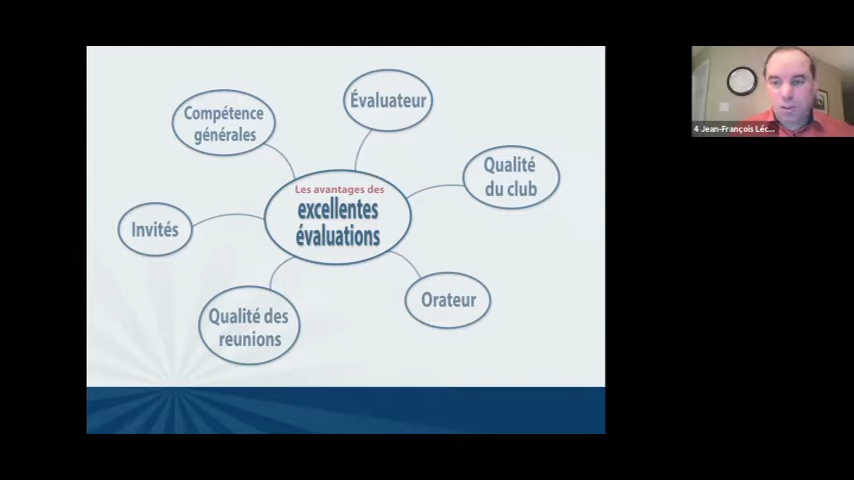 Évaluateur
Compétence
générales
Qualité
du club
Les avantages des
excellentes
évaluations
Invités
Orateur
Qualité des
reunions
4 Jean-François Léc...